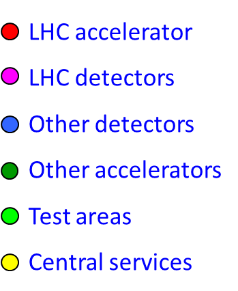 LHC accelerator
LHC detectors
Other detectors
Other accelerators
Test areas
Central services